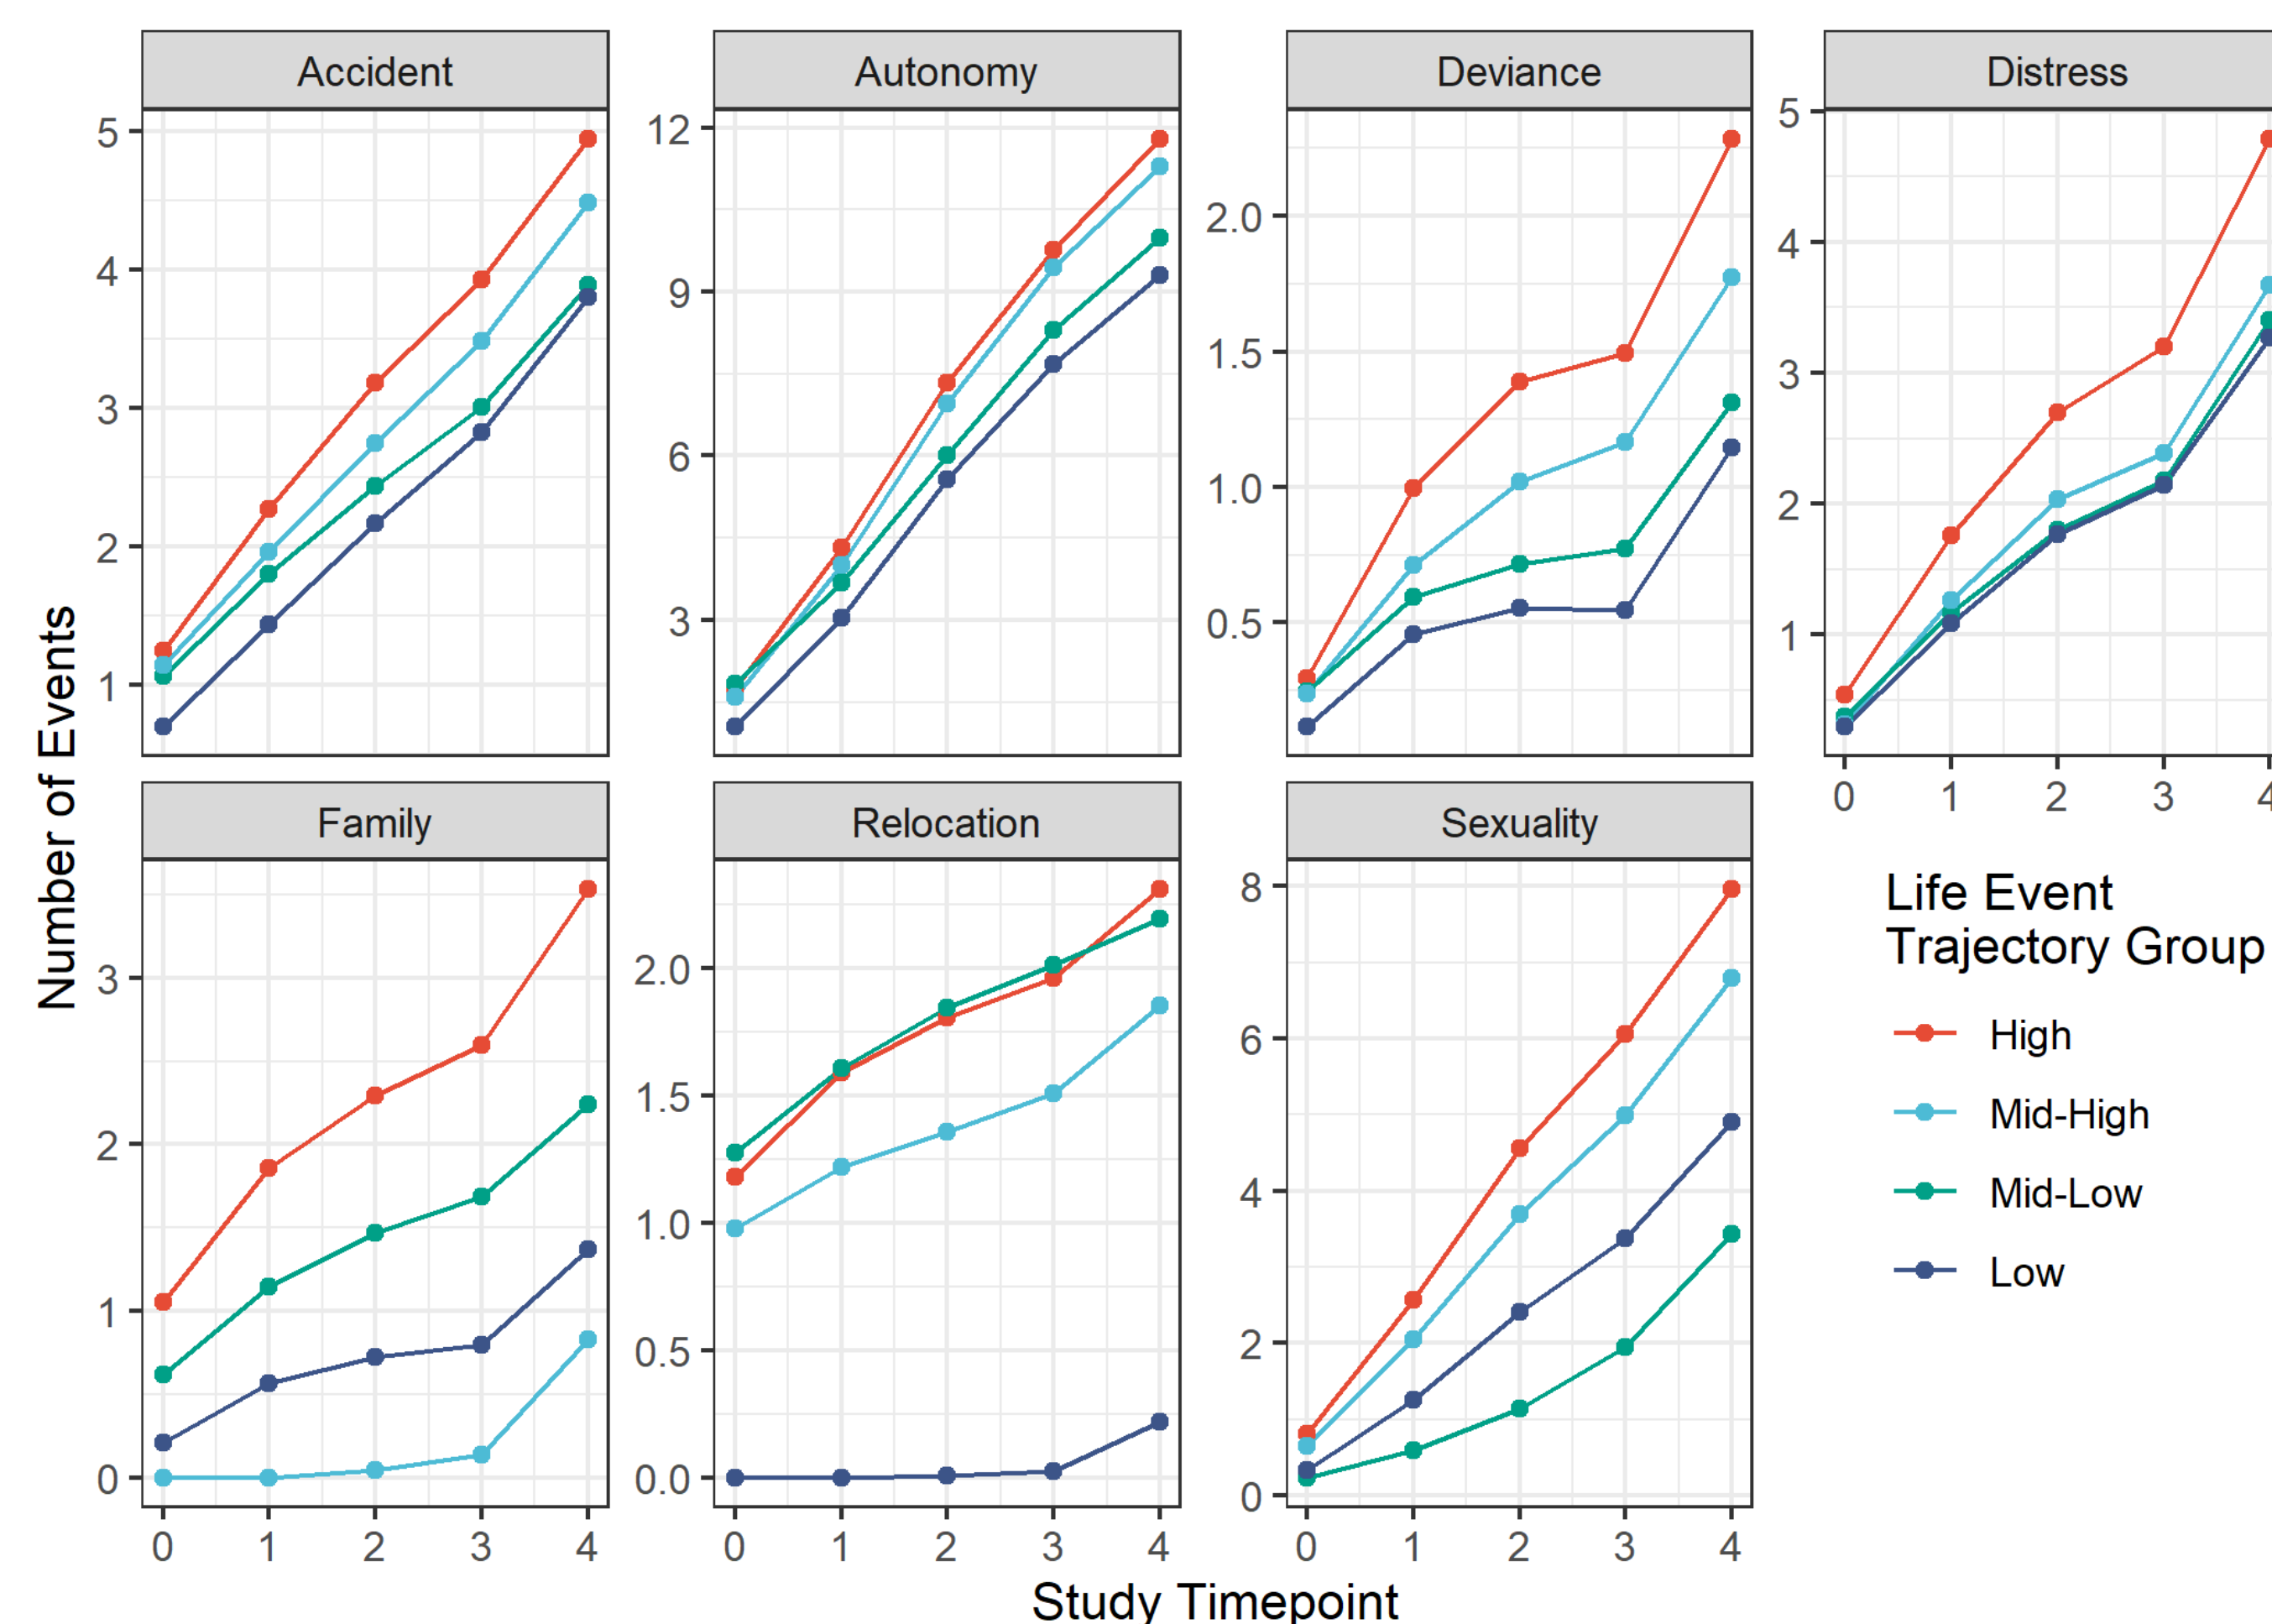 Accident
Autonomy
Deviance
Distress
5
4
3
2
1
12
9
6
3
2.0
1.5
1.0
0.5
5
4
3
2
1
0 1 2 3 4
Number of Events
Family
Relocation
Sexuality
3
2
1
0
2.0
1.5
1.0
0.5
0.0
8
6
4
2
0
0 1 2 3 4
0 1 2 3 4
0 1 2 3 4
Study Timepoint
Life Event
Trajectory Group
High
Mid-High
Mid-Low
Low